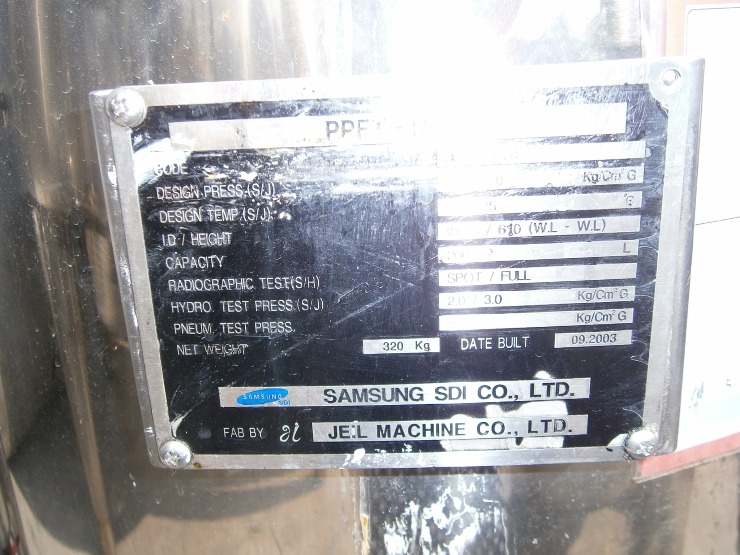 CODE
DESIGN PRESS.(S/J) Kg/Cm² G
DESIGN TEMP.(S/J) °C
I.D / HEIGHT / 610 (W.L - W.L)
CAPACITY L
RADIOGRAPHIC TEST(S/H) SPOT / FULL
HYDRO. TEST PRESS.(S/J) 2.0 / 3.0 Kg/Cm² G
PNEUM. TEST PRESS. Kg/Cm² G
NET WEIGHT 320 Kg DATE BUILT 09.2003
SAMSUNG SDI SAMSUNG SDI CO., LTD.
FAB BY JEIL MACHINE CO., LTD.